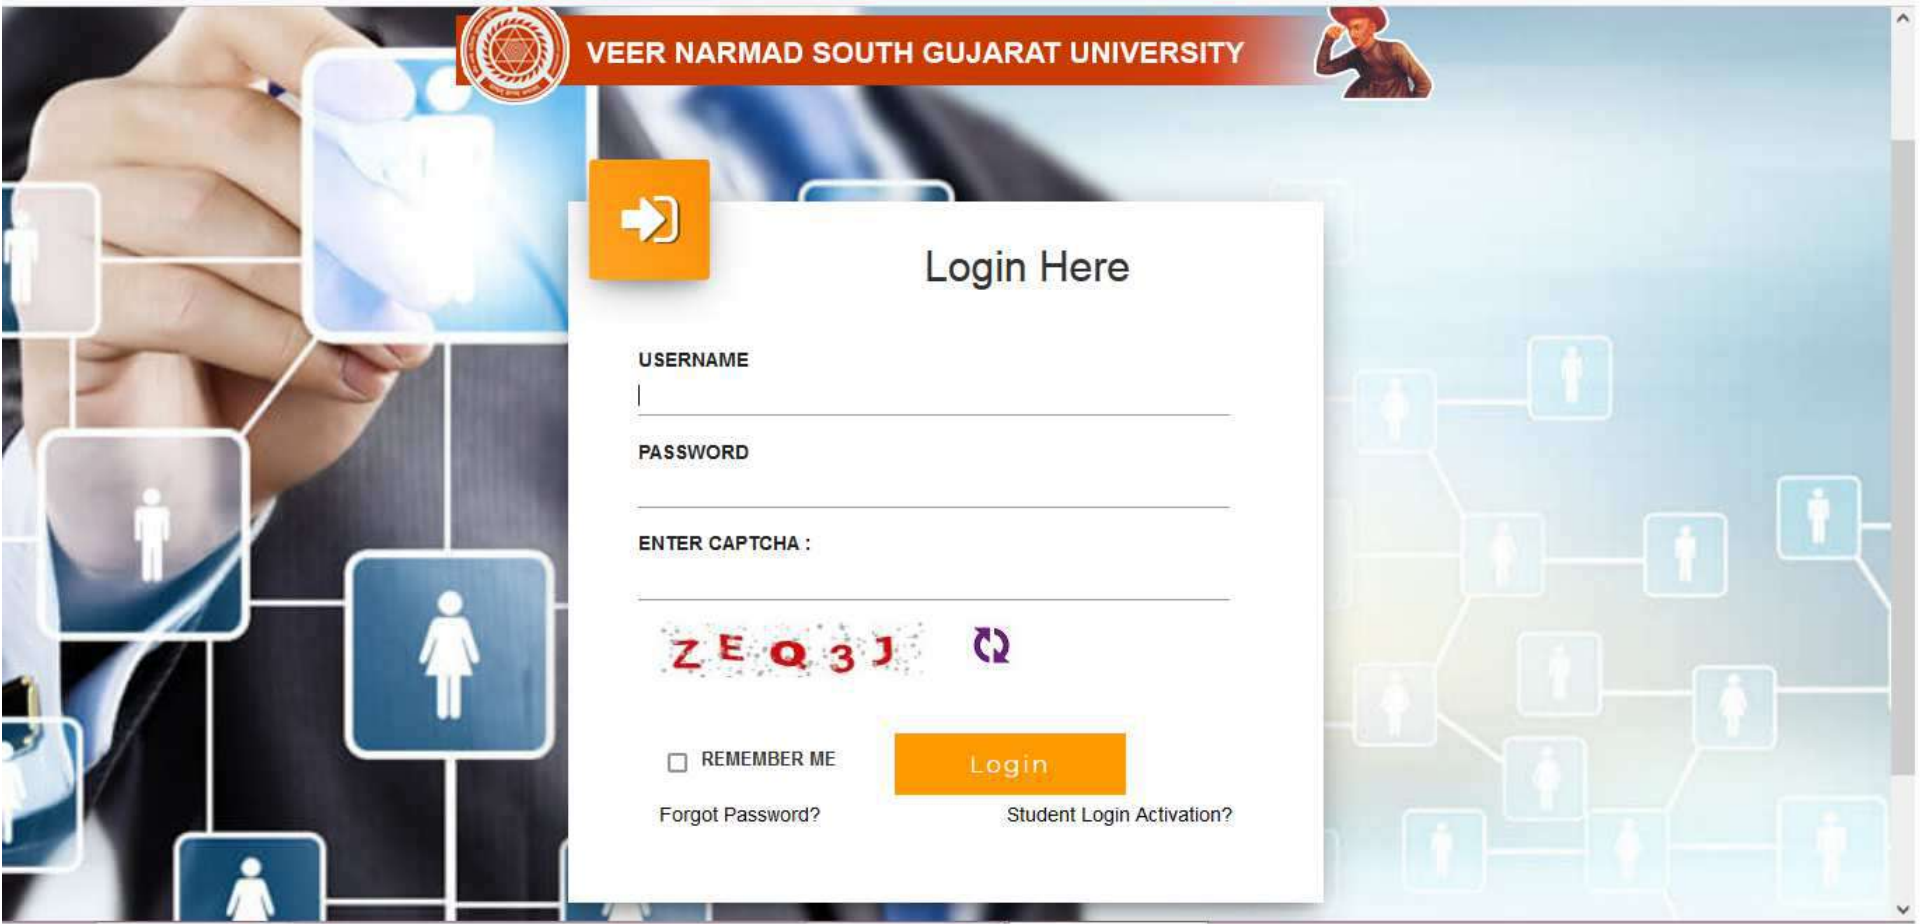 VEER NARMAD SOUTH GUJARAT UNIVERSITY
Login Here
USERNAME
PASSWORD
ENTER CAPTCHA :
ZEQ3J
REMEMBER ME
Login
Forgot Password?
Student Login Activation?